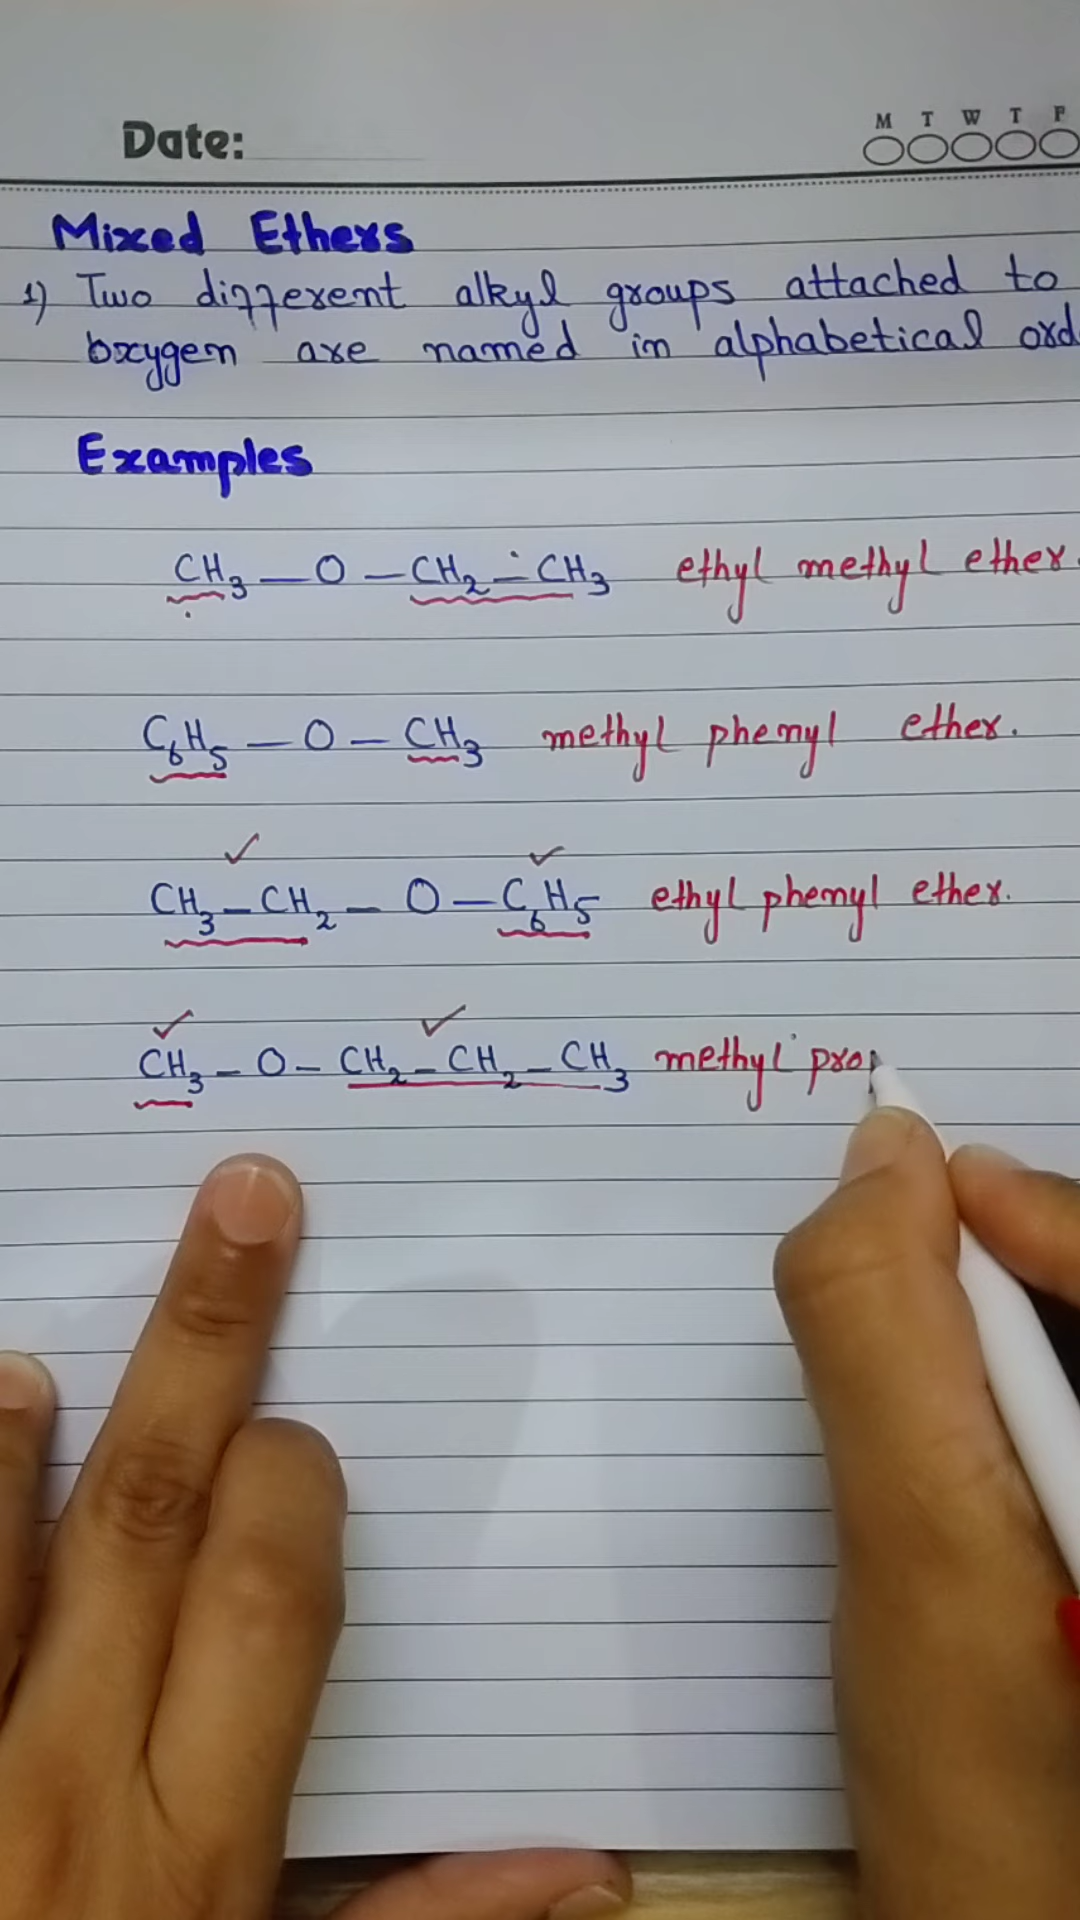 Date:
M T W T F
Mixed Ethers
1) Two different alkyl groups attached to
oxygen are named in alphabetical ord
Examples
CH₃ — O — CH₂ — CH₃ ethyl methyl ether.
C₆H₅ — O — CH₃ methyl phenyl ether.
CH₃ — CH₂ — O — C₆H₅ ethyl phenyl ether.
CH₃ — O — CH₂ — CH₂ — CH₃ methyl prop